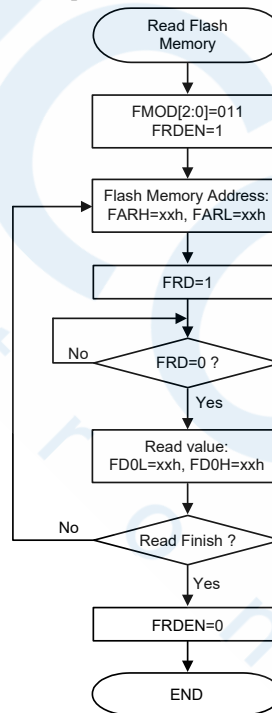 Read Flash
Memory
FMOD[2:0]=011
FRDEN=1
Flash Memory Address:
FARH=xxh, FARL=xxh
FRD=1
No
FRD=0 ?
Yes
Read value:
FD0L=xxh, FD0H=xxh
No
Read Finish ?
Yes
FRDEN=0
END